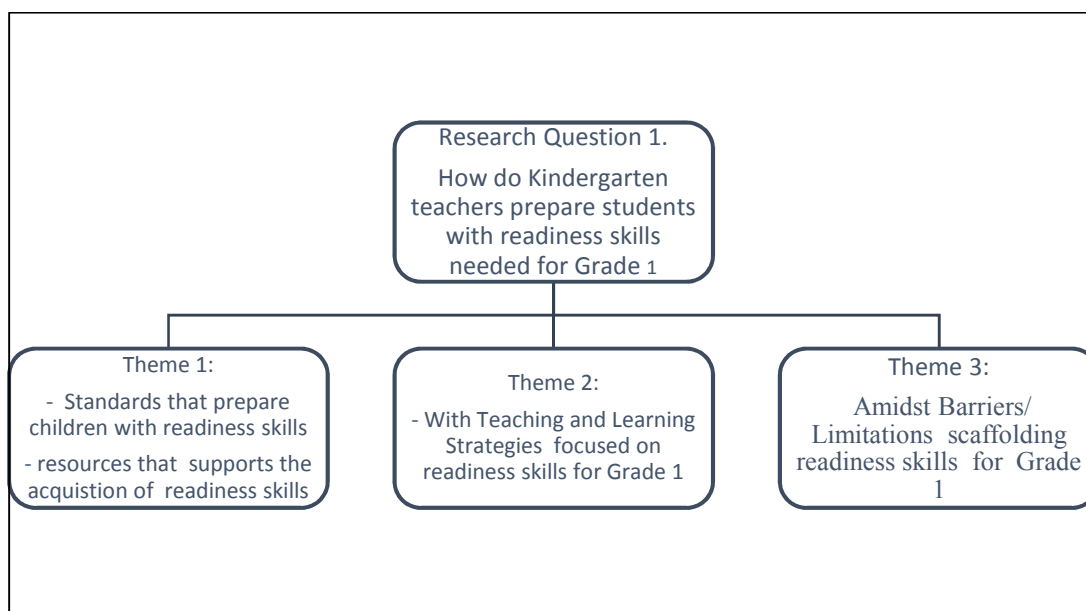 Research Question 1.
How do Kindergarten
teachers prepare students
with readiness skills
needed for Grade 1
Theme 1:
- Standards that prepare
children with readiness skills
- resources that supports the
acquistion of readiness skills
Theme 2:
- With Teaching and Learning
Strategies focused on
readiness skills for Grade 1
Theme 3:
Amidst Barriers/
Limitations scaffolding
readiness skills for Grade
1